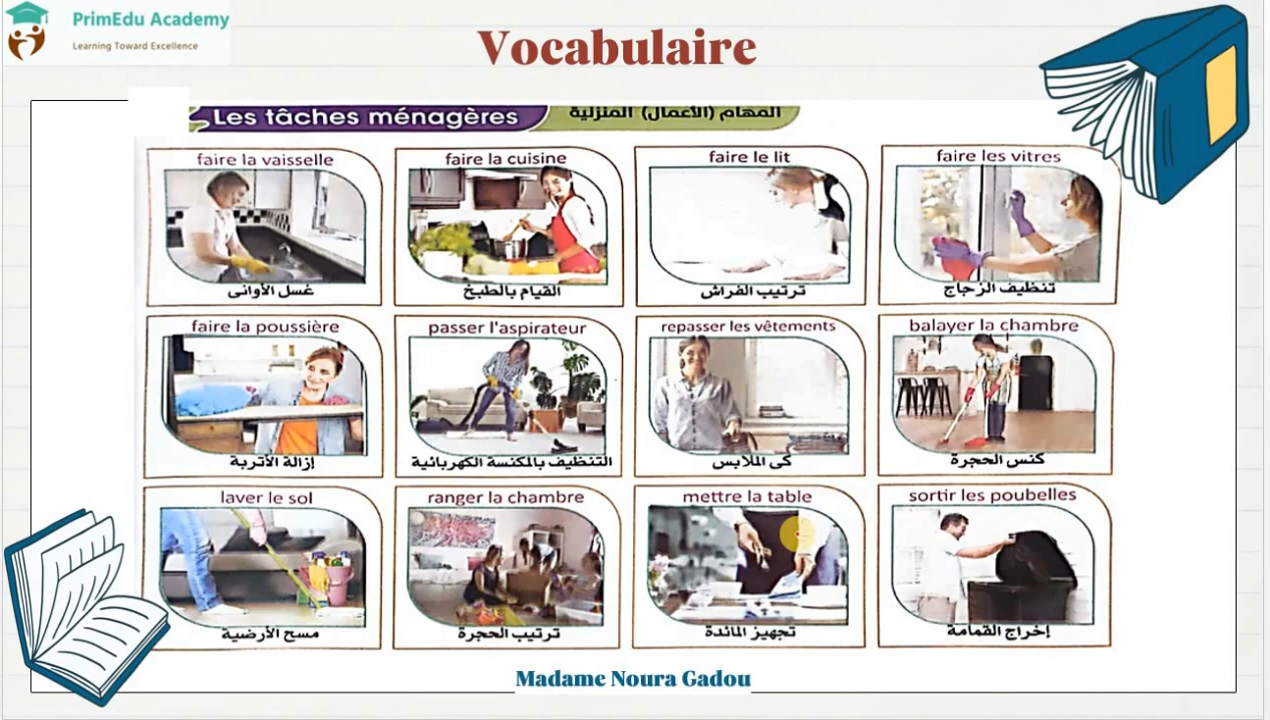 PrimEdu Academy
Learning Toward Excellence
Vocabulaire
Les tâches ménagères المهام (الأعمال) المنزلية
faire la vaisselle
غسل الأوانى
faire la cuisine
القيام بالطبخ
faire le lit
ترتيب الفراش
faire les vitres
تنظيف الزجاج
faire la poussière
إزالة الأتربة
passer l'aspirateur
التنظيف بالمكنسة الكهربائية
repasser les vêtements
كى الملابس
balayer la chambre
كنس الحجرة
laver le sol
مسح الأرضية
ranger la chambre
ترتيب الحجرة
mettre la table
تجهيز المائدة
sortir les poubelles
إخراج القمامة
Madame Noura Gadou